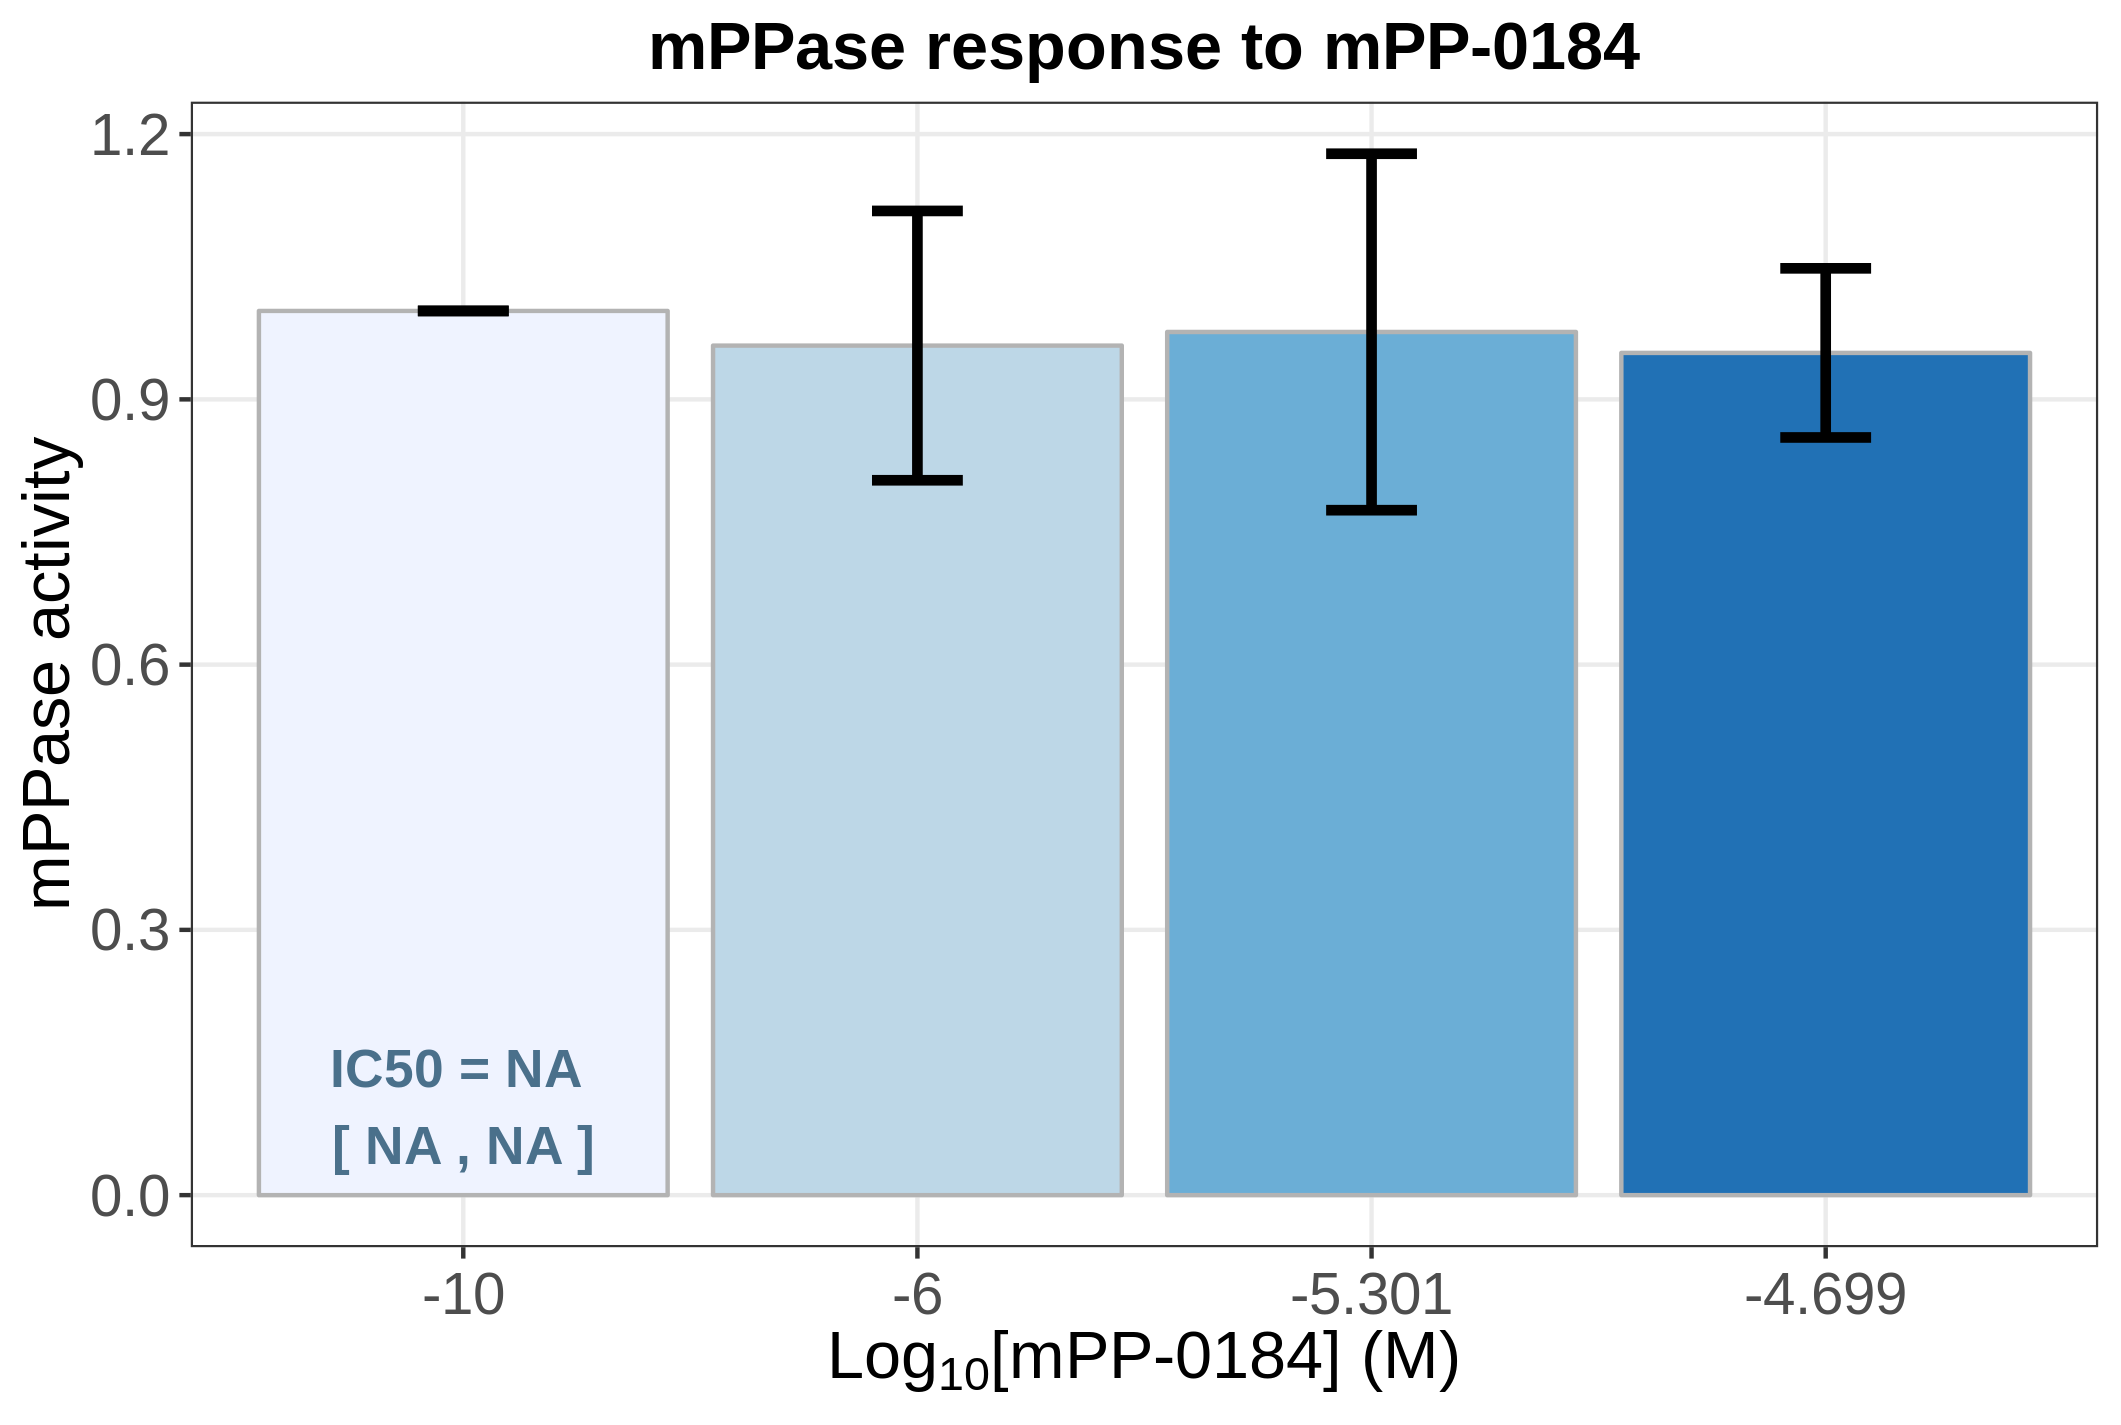 mPPase response to mPP-0184
1.2
0.9
0.6
0.3
0.0
mPPase activity
IC50 = NA
[ NA , NA ]
-10
-6
-5.301
-4.699
Log10[mPP-0184] (M)